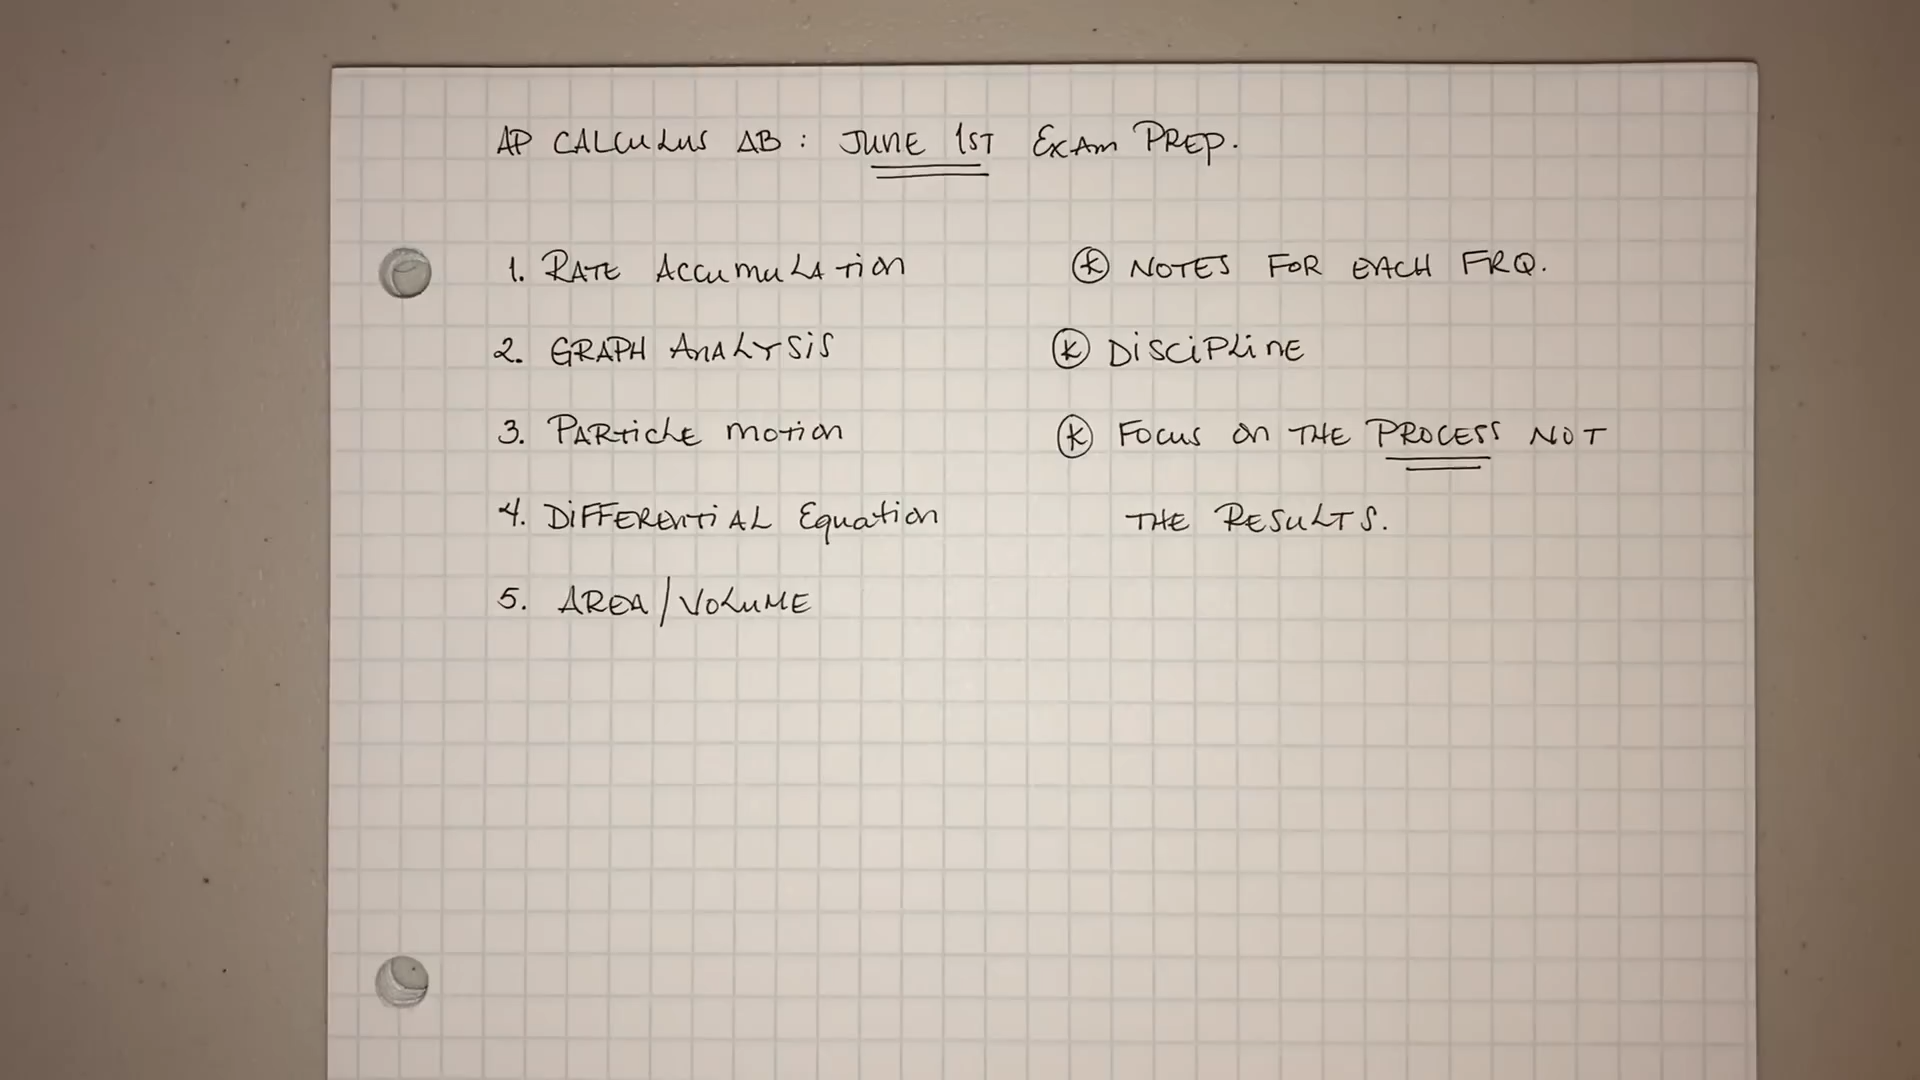 AP CALCULUS AB : JUNE 1ST EXAM PREP.
1. RATE ACCUMULATION
2. GRAPH ANALYSIS
3. PARTICLE MOTION
4. DIFFERENTIAL EQUATION
5. AREA/VOLUME
* NOTES FOR EACH FRQ.
* DISCIPLINE
* FOCUS ON THE PROCESS NOT
THE RESULTS.